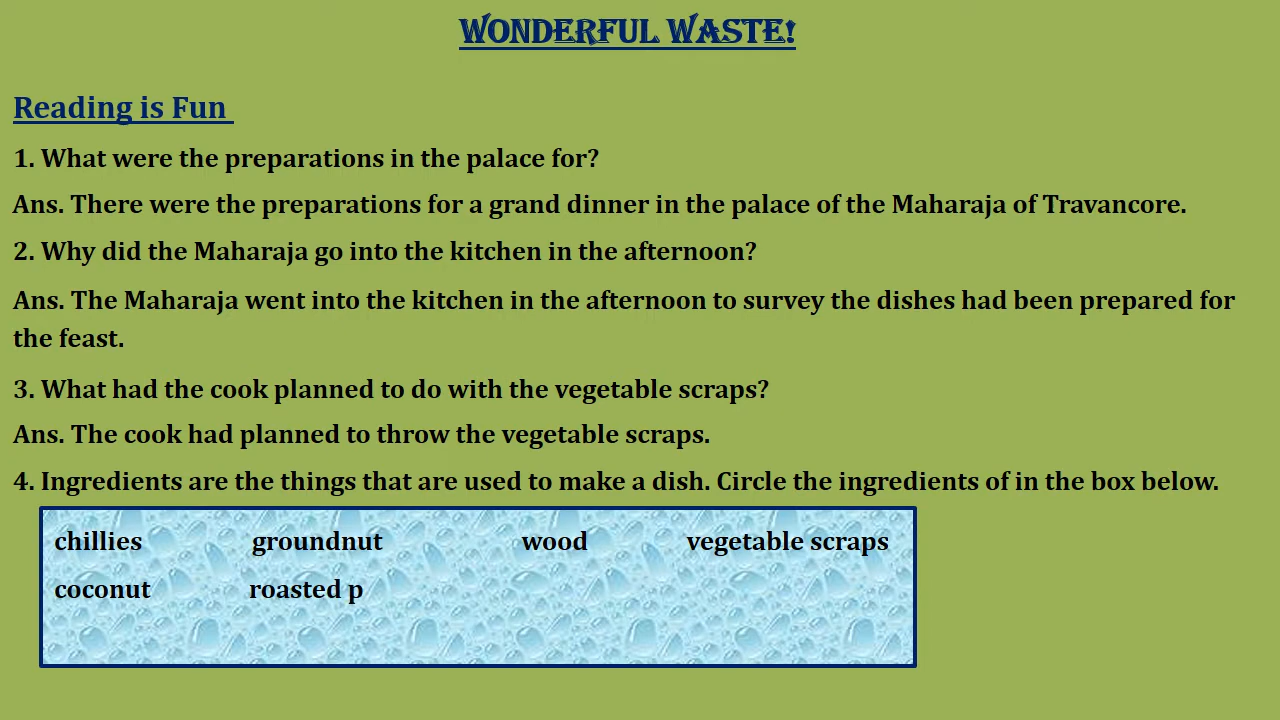 WONDERFUL WASTE!
Reading is Fun
1. What were the preparations in the palace for?
Ans. There were the preparations for a grand dinner in the palace of the Maharaja of Travancore.
2. Why did the Maharaja go into the kitchen in the afternoon?
Ans. The Maharaja went into the kitchen in the afternoon to survey the dishes had been prepared for
the feast.
3. What had the cook planned to do with the vegetable scraps?
Ans. The cook had planned to throw the vegetable scraps.
4. Ingredients are the things that are used to make a dish. Circle the ingredients of in the box below.
chillies groundnut wood vegetable scraps
coconut roasted p